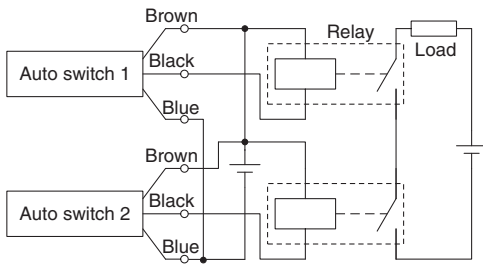 Brown
Relay
Black
Load
Auto switch 1
Blue
Brown
Black
Auto switch 2
Blue